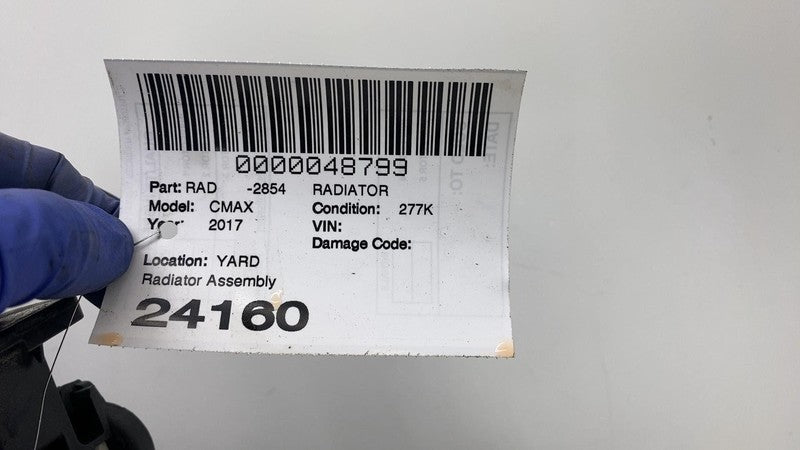 0000048799
Part: RAD -2854 RADIATOR
Model: CMAX Condition: 277K
Year: 2017 VIN:
Damage Code:
Location: YARD
Radiator Assembly
24160